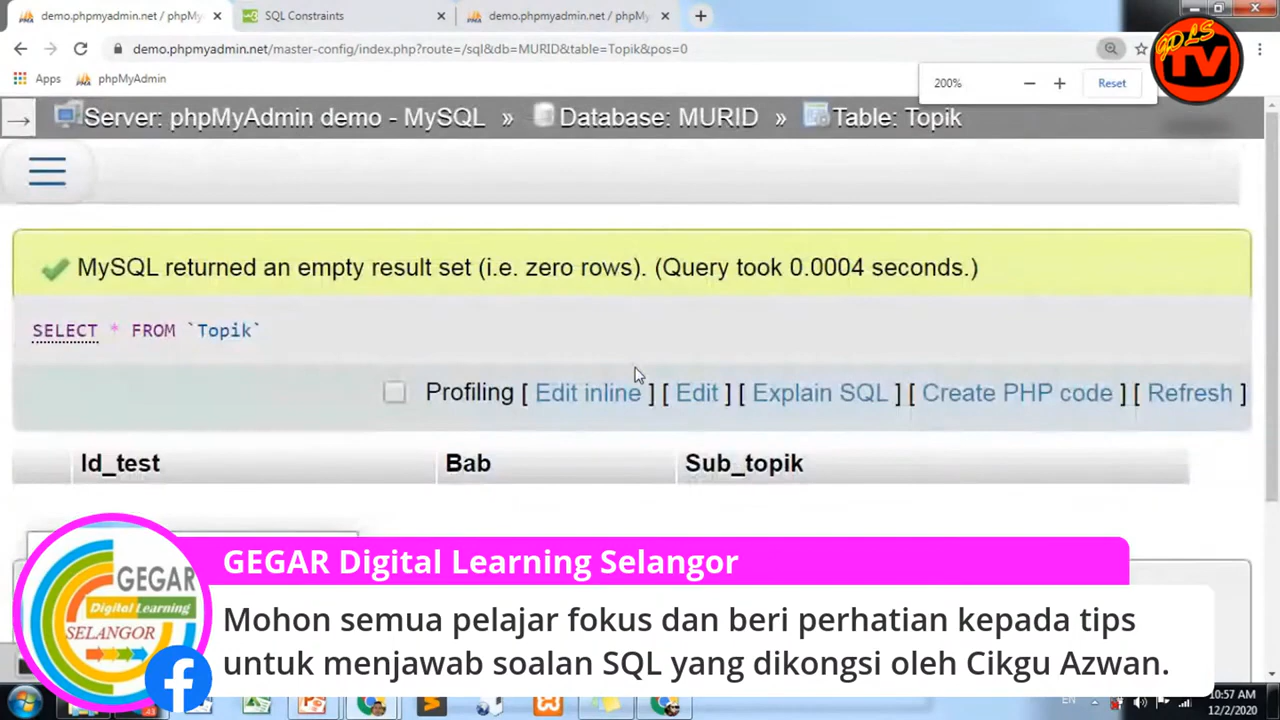 demo.phpmyadmin.net / phpMy
SQL Constraints
demo.phpmyadmin.net / phpMy
demo.phpmyadmin.net/master-config/index.php?route=/sql&db=MURID&table=Topik&pos=0
Apps phpMyAdmin
200% Reset
GDLS
TV
Server: phpMyAdmin demo - MySQL » Database: MURID » Table: Topik
MySQL returned an empty result set (i.e. zero rows). (Query took 0.0004 seconds.)
SELECT * FROM `Topik`
Profiling [ Edit inline ] [ Edit ] [ Explain SQL ] [ Create PHP code ] [ Refresh ]
Id_test Bab Sub_topik
GEGAR
Digital Learning
SELANGOR
GEGAR Digital Learning Selangor
Mohon semua pelajar fokus dan beri perhatian kepada tips
untuk menjawab soalan SQL yang dikongsi oleh Cikgu Azwan.
EN
10:57 AM
12/2/2020